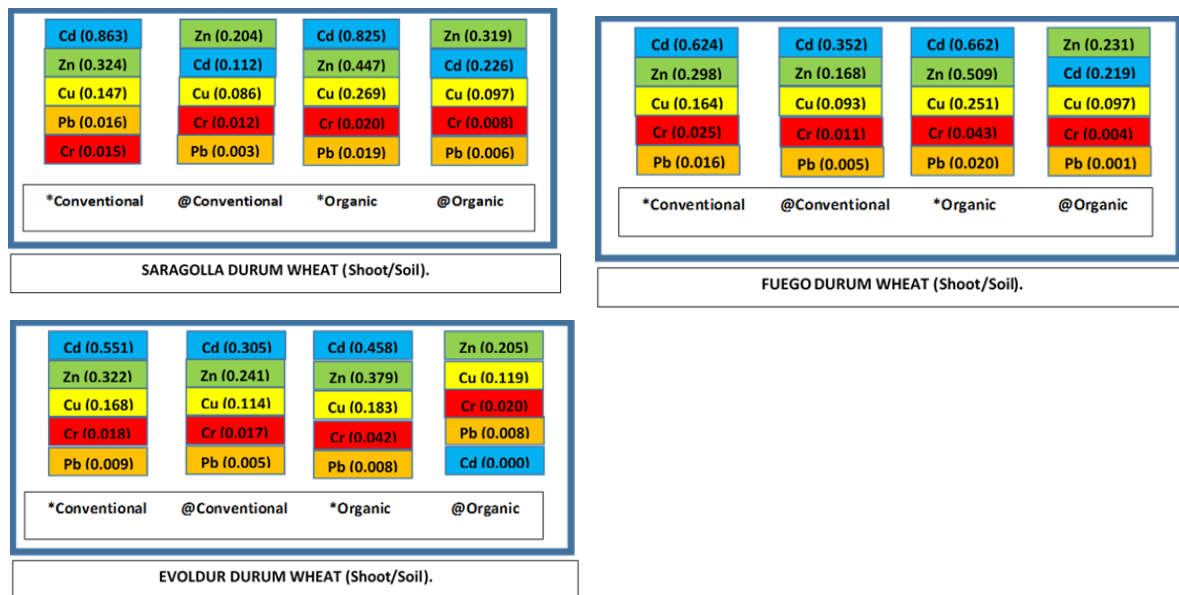 Cd (0.863) Zn (0.204) Cd (0.825) Zn (0.319)
Zn (0.324) Cd (0.112) Zn (0.447) Cd (0.226)
Cu (0.147) Cu (0.086) Cu (0.269) Cu (0.097)
Pb (0.016) Cr (0.012) Cr (0.020) Cr (0.008)
Cr (0.015) Pb (0.003) Pb (0.019) Pb (0.006)
*Conventional @Conventional *Organic @Organic
SARAGOLLA DURUM WHEAT (Shoot/Soil).
Cd (0.624) Cd (0.352) Cd (0.662) Zn (0.231)
Zn (0.298) Zn (0.168) Zn (0.509) Cd (0.219)
Cu (0.164) Cu (0.093) Cu (0.251) Cu (0.097)
Cr (0.025) Cr (0.011) Cr (0.043) Cr (0.004)
Pb (0.016) Pb (0.005) Pb (0.020) Pb (0.001)
*Conventional @Conventional *Organic @Organic
FUEGO DURUM WHEAT (Shoot/Soil).
Cd (0.551) Cd (0.305) Cd (0.458) Zn (0.205)
Zn (0.322) Zn (0.241) Zn (0.379) Cu (0.119)
Cu (0.168) Cu (0.114) Cu (0.183) Cr (0.020)
Cr (0.018) Cr (0.017) Cr (0.042) Pb (0.008)
Pb (0.009) Pb (0.005) Pb (0.008) Cd (0.000)
*Conventional @Conventional *Organic @Organic
EVOLDUR DURUM WHEAT (Shoot/Soil).